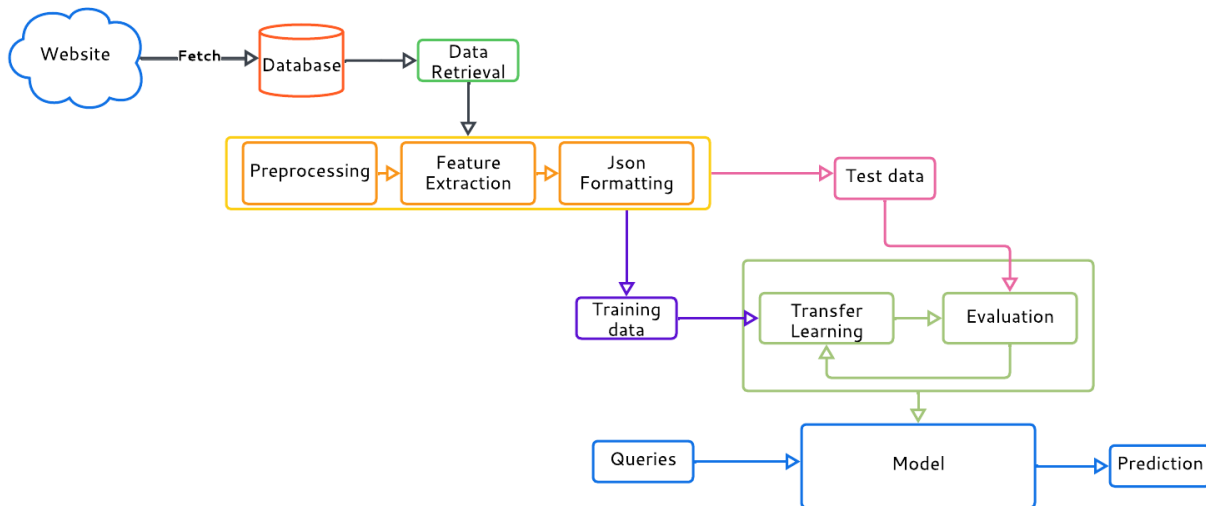 Website
Fetch
Database
Data
Retrieval
Preprocessing
Feature
Extraction
Json
Formatting
Test data
Training
data
Transfer
Learning
Evaluation
Queries
Model
Prediction